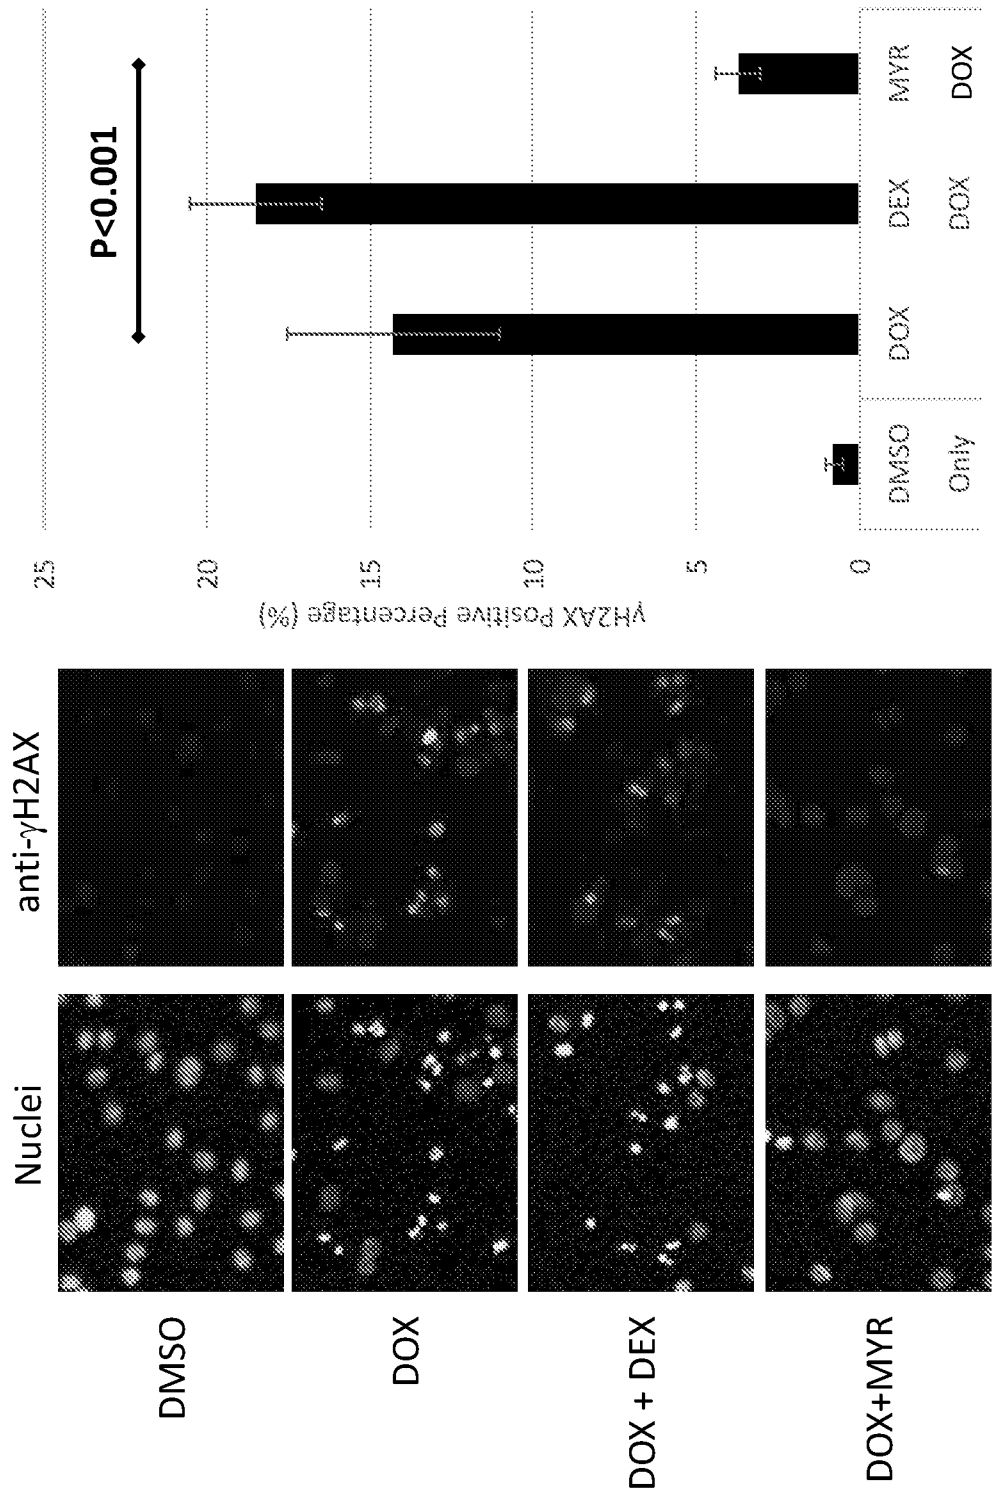 Nuclei
anti-γH2AX
DMSO
DOX
DOX + DEX
DOX+MYR
γH2AX Positive Percentage (%)
25
20
15
10
5
0
P<0.001
DMSO DOX DEX MYR
Only DOX DOX